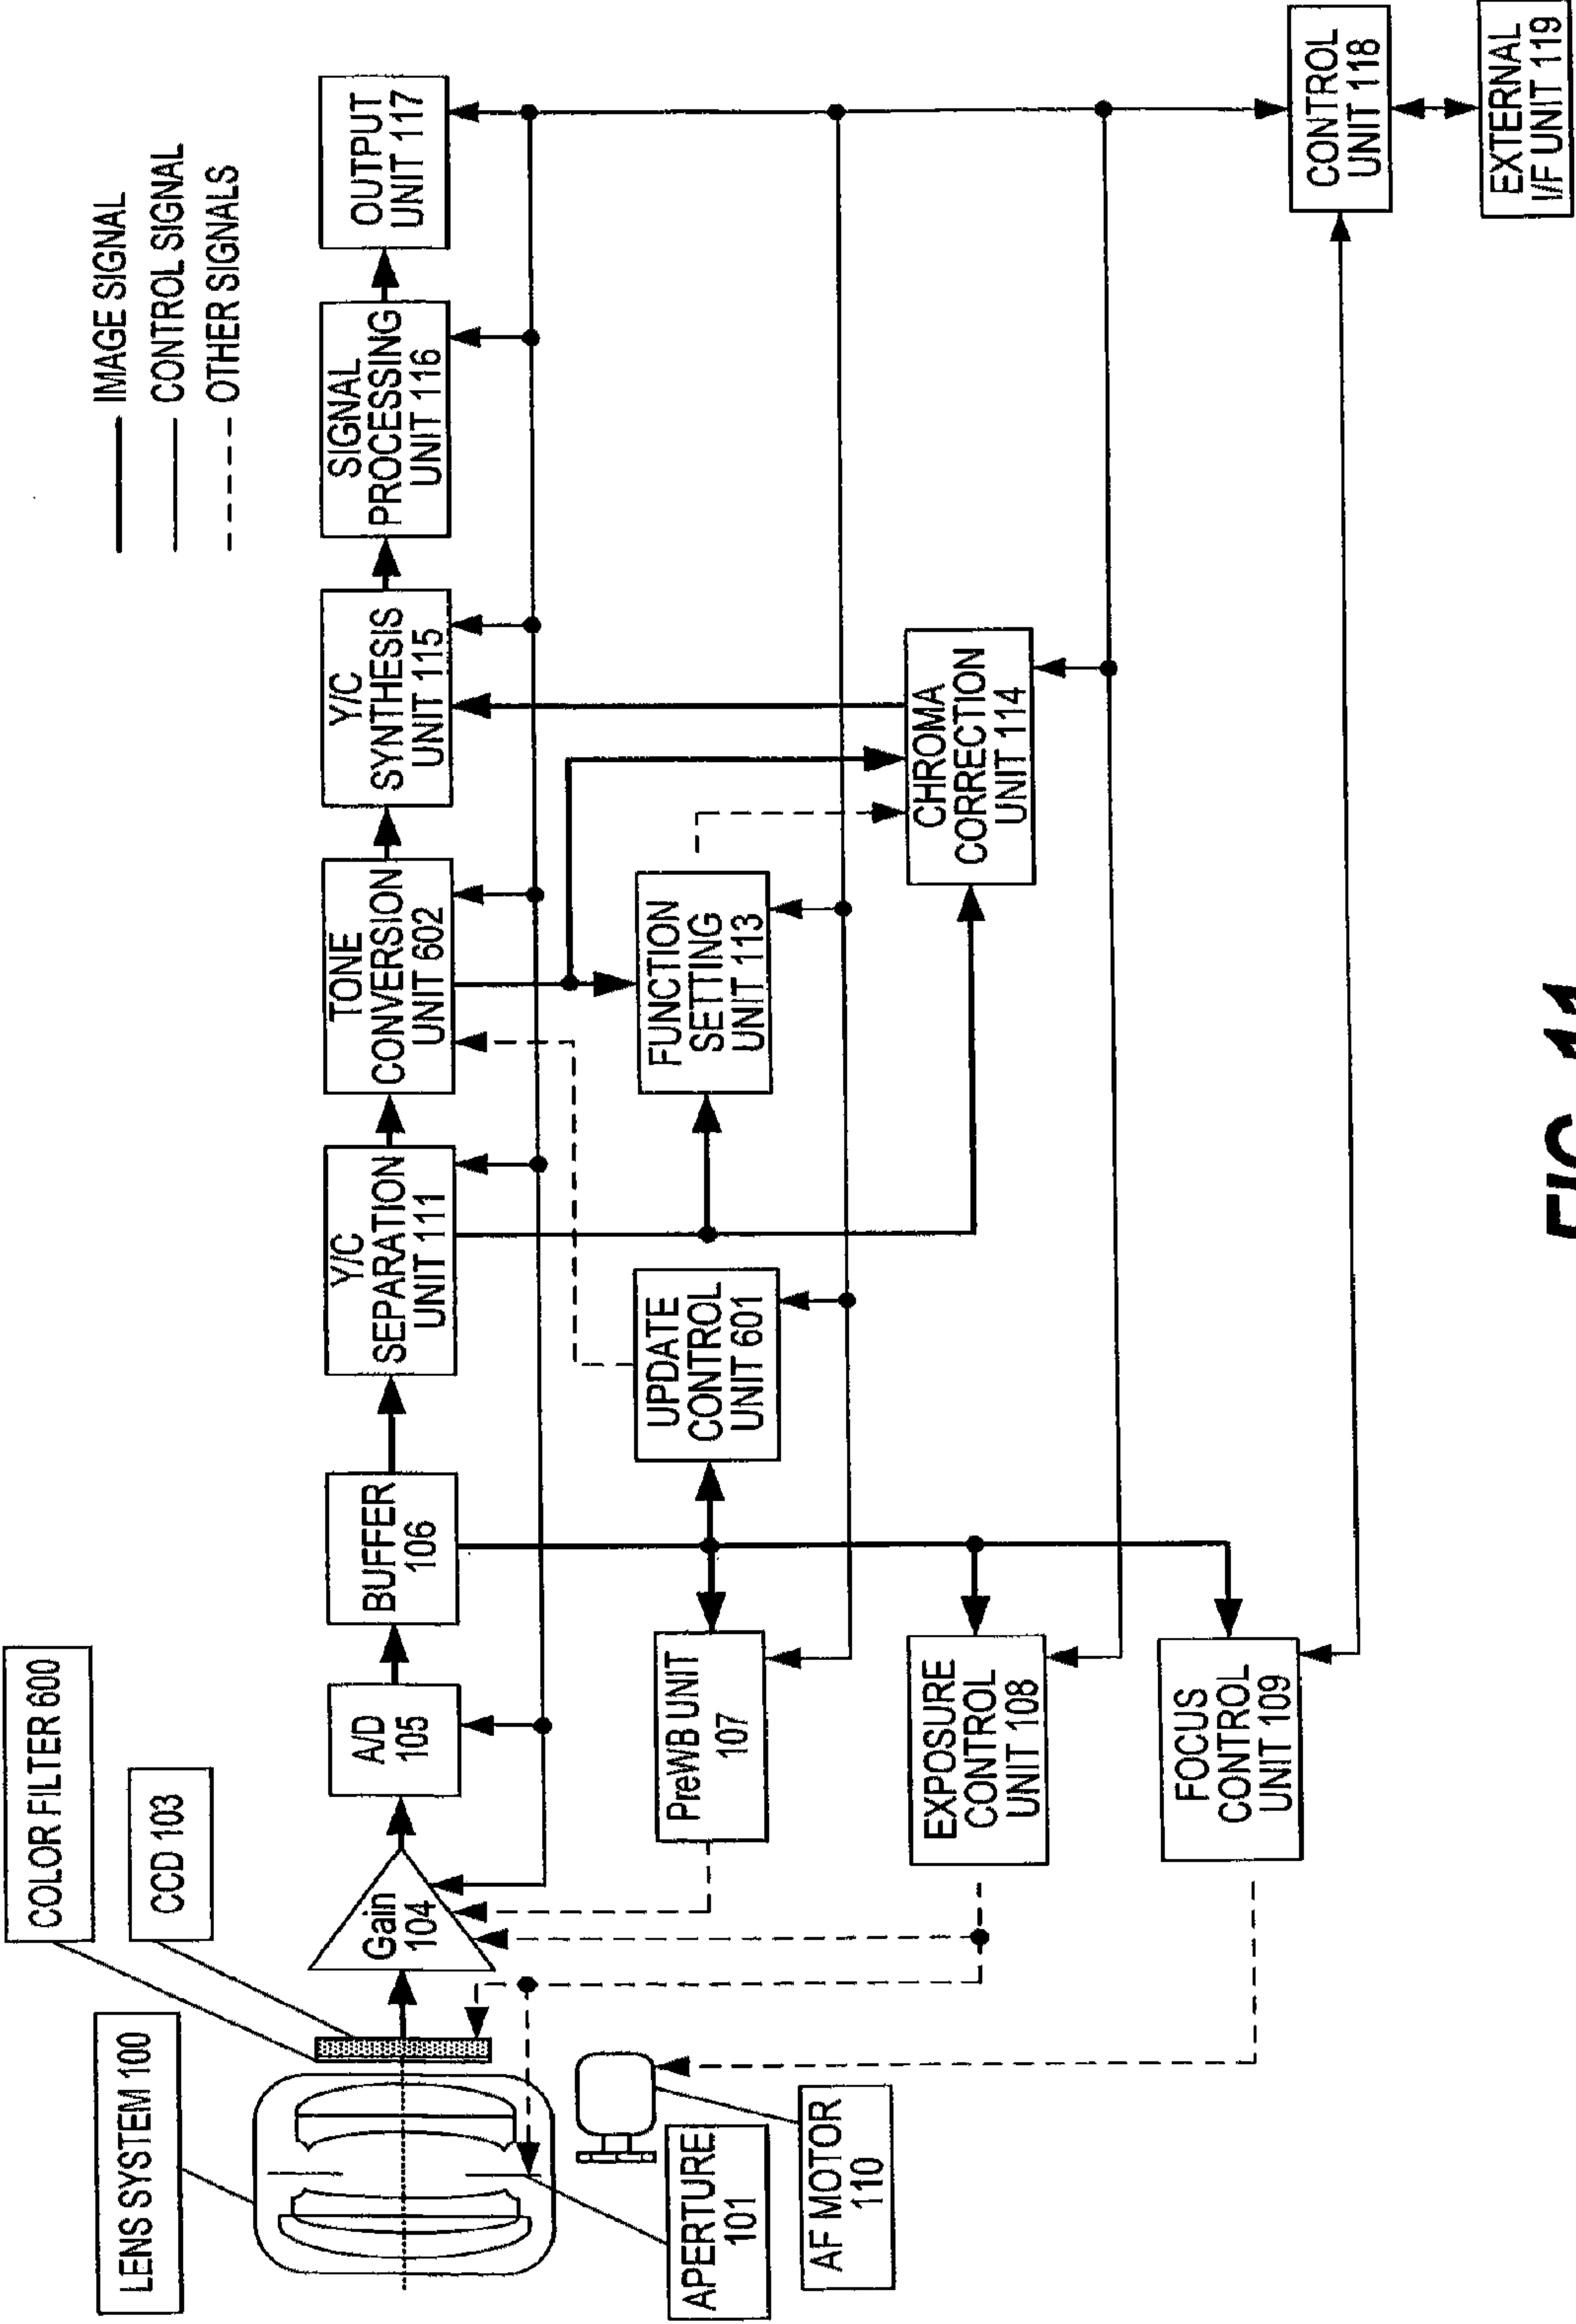 IMAGE SIGNAL
CONTROL SIGNAL
OTHER SIGNALS
LENS SYSTEM 100
COLOR FILTER 600
CCD 103
Gain
104
A/D
105
BUFFER
106
Y/C
SEPARATION
UNIT 111
TONE
CONVERSION
UNIT 602
Y/C
SYNTHESIS
UNIT 115
SIGNAL
PROCESSING
UNIT 116
OUTPUT
UNIT 117
APERTURE
101
AF MOTOR
110
PreWB UNIT
107
UPDATE
CONTROL
UNIT 601
FUNCTION
SETTING
UNIT 113
EXPOSURE
CONTROL
UNIT 108
CHROMA
CORRECTION
UNIT 114
FOCUS
CONTROL
UNIT 109
CONTROL
UNIT 118
EXTERNAL
I/F UNIT 119
FIG. 11